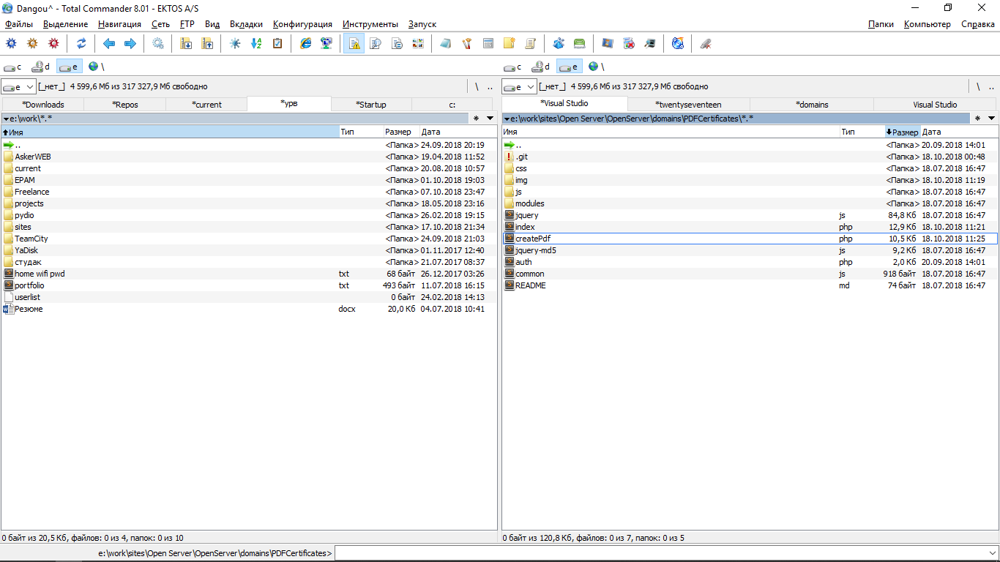 Dangou^ - Total Commander 8.01 - EKTOS A/S
Файлы Выделение Навигация Сеть FTP Вид Вкладки Конфигурация Инструменты Запуск Папки Компьютер Справка
c d e \ c d e \
e [_нет_] 4 599,6 Мб из 317 327,9 Мб свободно \ .. e [_нет_] 4 599,6 Мб из 317 327,9 Мб свободно \ ..
*Downloads *Repos *current *урв *Startup c: *Visual Studio *twentyseventeen *domains Visual Studio
e:\work\*.* *
Имя Тип Размер Дата
.. <Папка> 24.09.2018 20:19
AskerWEB <Папка> 19.04.2018 11:52
current <Папка> 20.08.2018 10:57
EPAM <Папка> 01.10.2018 19:03
Freelance <Папка> 07.10.2018 23:47
projects <Папка> 18.05.2018 23:16
pydio <Папка> 26.02.2018 19:15
sites <Папка> 17.10.2018 21:34
TeamCity <Папка> 24.09.2018 21:03
YaDisk <Папка> 01.11.2017 12:40
студак <Папка> 21.07.2017 08:37
home wifi pwd txt 68 байт 26.12.2017 03:26
portfolio txt 493 байт 11.07.2018 16:15
userlist 0 байт 24.02.2018 14:13
Резюме docx 20,0 Кб 04.07.2018 10:41
0 байт из 20,5 Кб, файлов: 0 из 4, папок: 0 из 10
e:\work\sites\Open Server\OpenServer\domains\PDFCertificates\*.* *
Имя Тип Размер Дата
.. <Папка> 20.09.2018 14:01
.git <Папка> 18.10.2018 00:48
css <Папка> 18.07.2018 16:47
img <Папка> 18.10.2018 11:19
js <Папка> 18.07.2018 16:47
modules <Папка> 18.07.2018 16:47
jquery js 84,8 Кб 18.07.2018 16:47
index php 12,9 Кб 18.10.2018 11:21
createPdf php 10,5 Кб 18.10.2018 11:25
jquery-md5 js 9,2 Кб 18.07.2018 16:47
auth php 2,0 Кб 20.09.2018 14:01
common js 918 байт 18.07.2018 16:47
README md 74 байт 18.07.2018 16:47
0 байт из 120,8 Кб, файлов: 0 из 7, папок: 0 из 5
e:\work\sites\Open Server\OpenServer\domains\PDFCertificates>